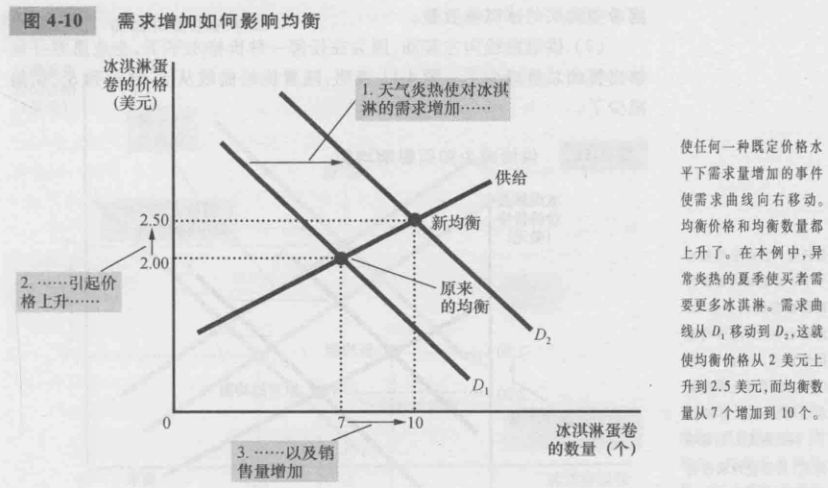 图 4-10 需求增加如何影响均衡
冰淇淋蛋
卷的价格
(美元)
1. 天气炎热使对冰淇
淋的需求增加……
供给
2.50
新均衡
2.00
2. ……引起价
格上升……
原来
的均衡
D₂
D₁
0
7
10
冰淇淋蛋卷
的数量（个）
3. ……以及销
售量增加
使任何一种既定价格水
平下需求量增加的事件
使需求曲线向右移动。
均衡价格和均衡数量都
上升了。在本例中,异
常炎热的夏季使买者需
要更多冰淇淋。需求曲
线从 D₁ 移动到 D₂,这就
使均衡价格从 2 美元上
升到 2.5 美元,而均衡数
量从 7 个增加到 10 个。